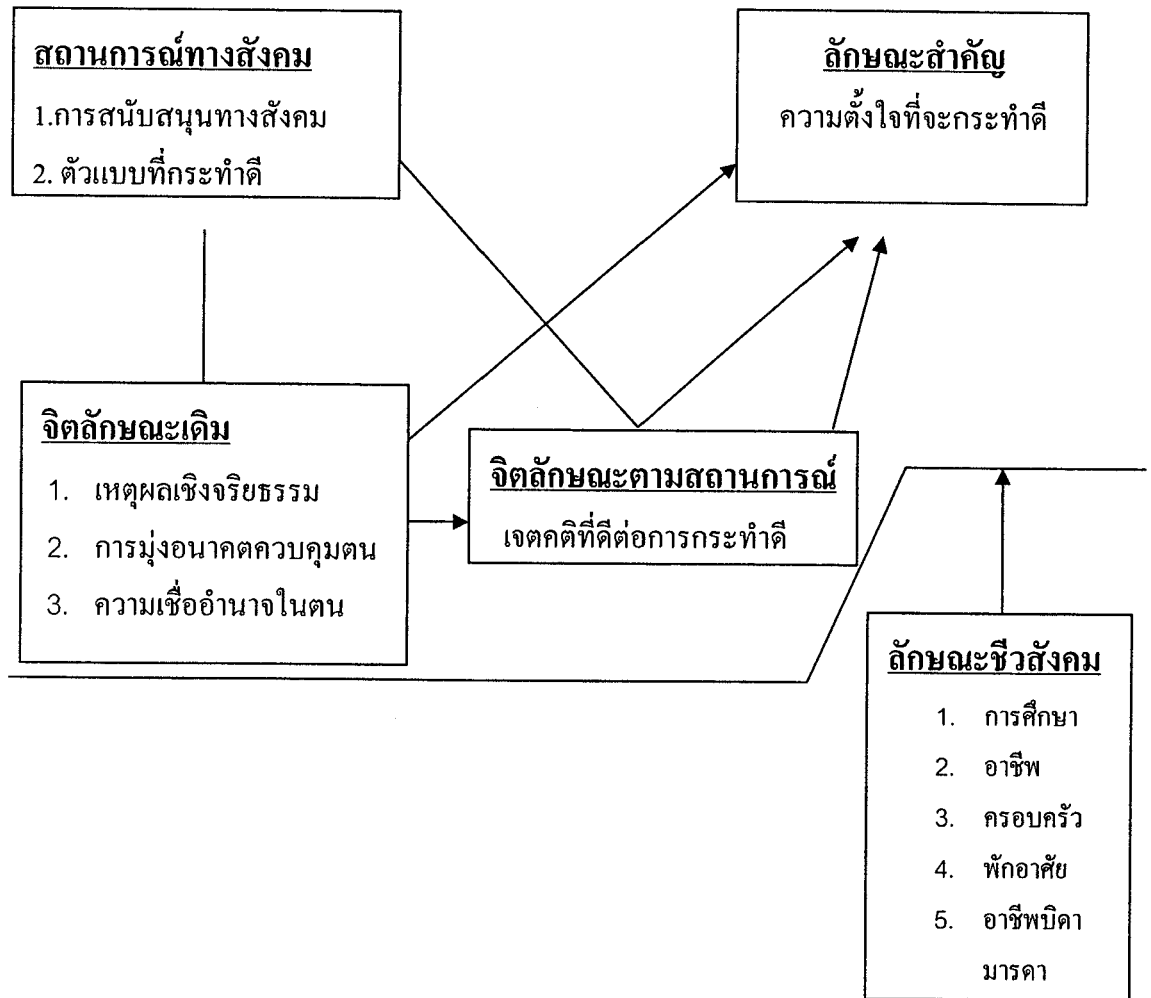 สถานการณ์ทางสังคม
1.การสนับสนุนทางสังคม
2. ตัวแบบที่กระทำดี
ลักษณะสำคัญ
ความตั้งใจที่จะกระทำดี
จิตลักษณะเดิม
1. เหตุผลเชิงจริยธรรม
2. การมุ่งอนาคตควบคุมตน
3. ความเชื่ออำนาจในตน
จิตลักษณะตามสถานการณ์
เจตคติที่ดีต่อการกระทำดี
ลักษณะชีวสังคม
1. การศึกษา
2. อาชีพ
3. ครอบครัว
4. พักอาศัย
5. อาชีพบิดา
มารดา